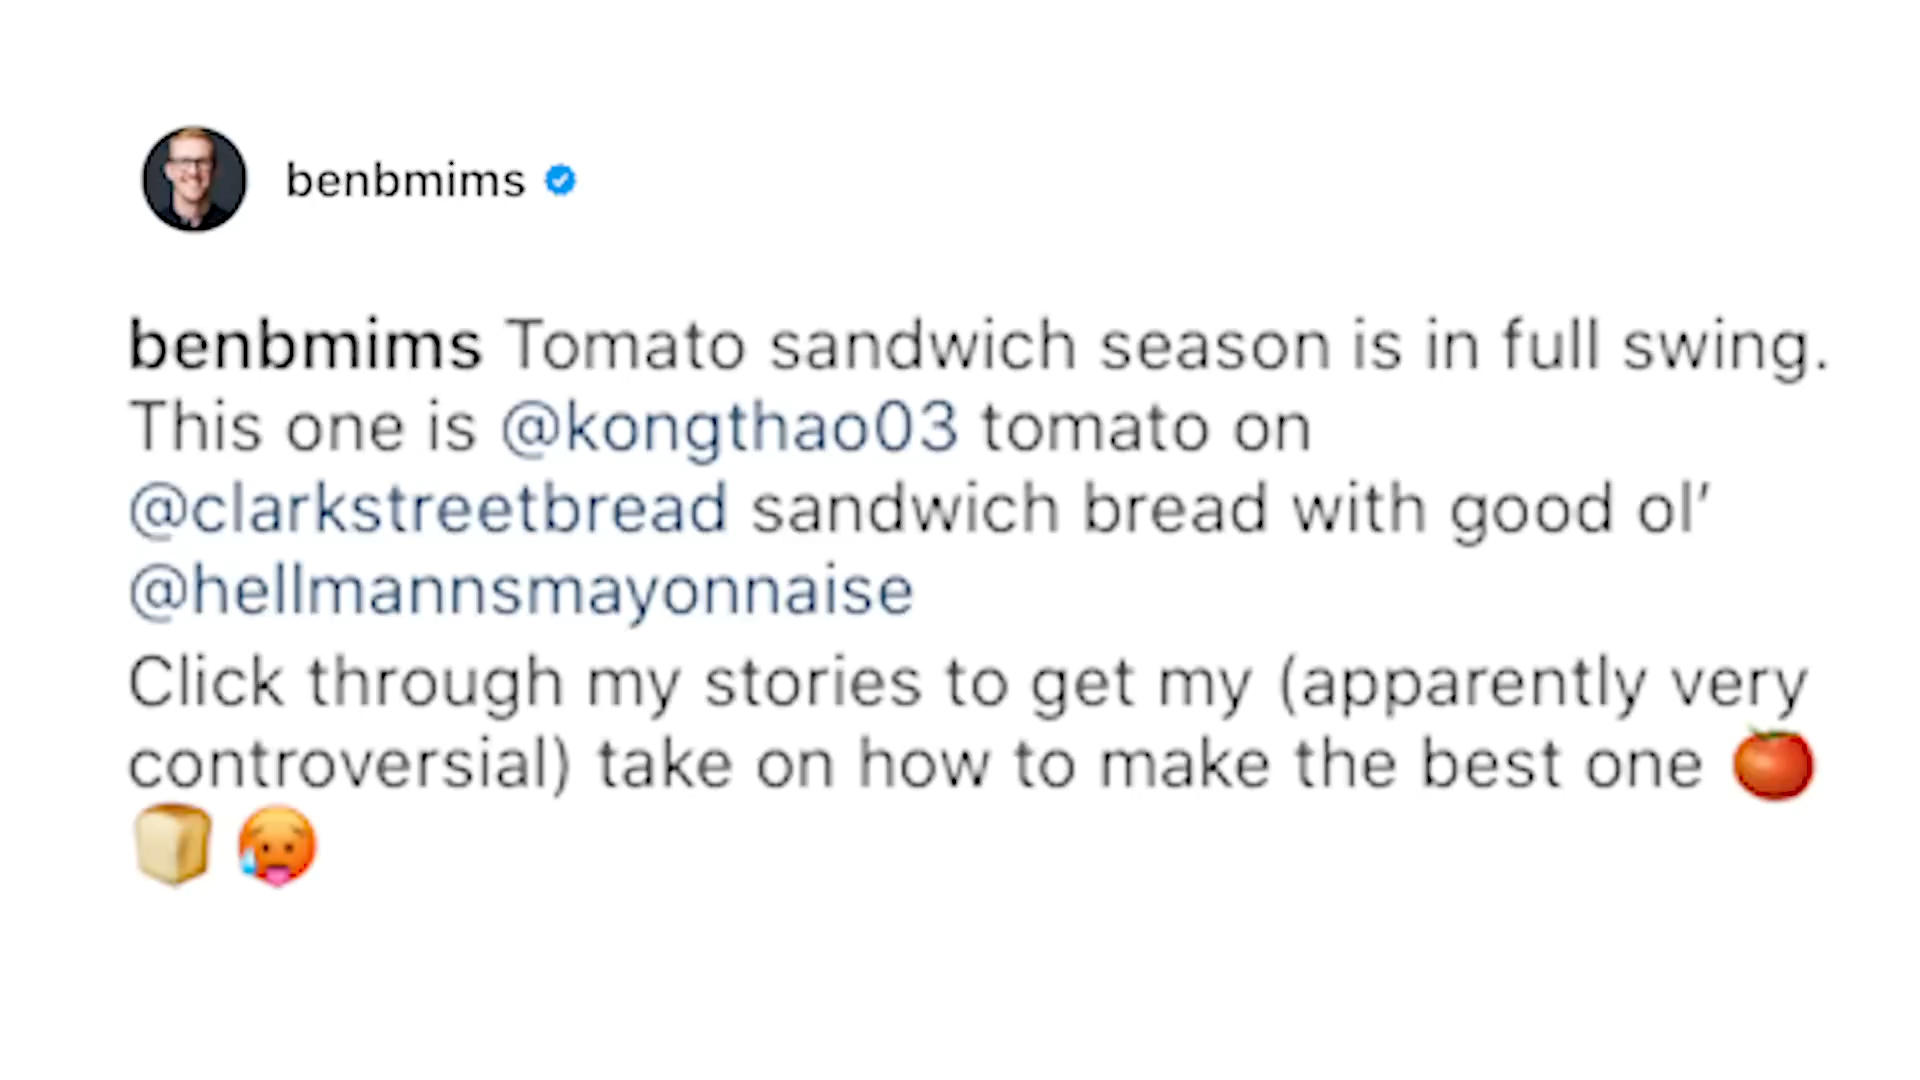 benbmims
benbmims Tomato sandwich season is in full swing.
This one is @kongthao03 tomato on
@clarkstreetbread sandwich bread with good ol’
@hellmannsmayonnaise
Click through my stories to get my (apparently very
controversial) take on how to make the best one 🍅
🍞 🥵